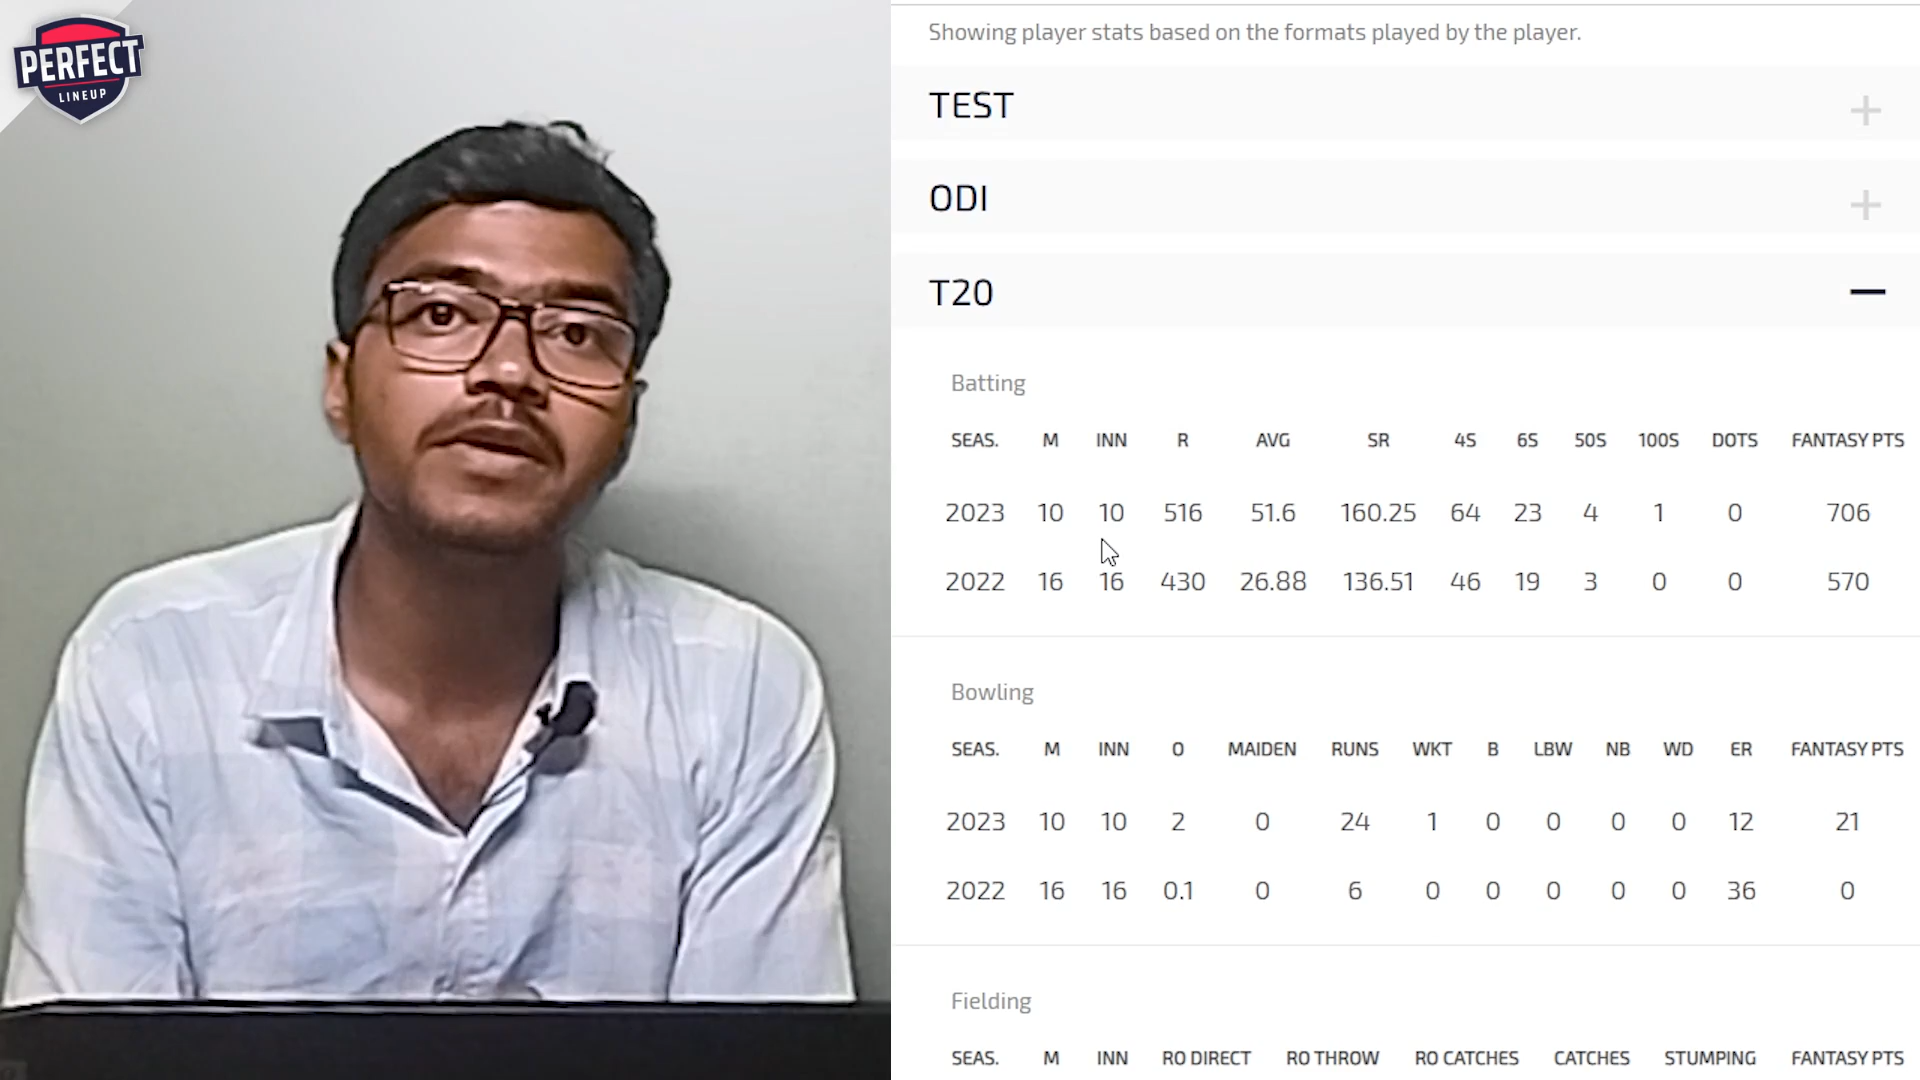 PERFECT
LINEUP
Showing player stats based on the formats played by the player.
TEST
ODI
T20
Batting
SEAS. M INN R AVG SR 4S 6S 50S 100S DOTS FANTASY PTS
2023 10 10 516 51.6 160.25 64 23 4 1 0 706
2022 16 16 430 26.88 136.51 46 19 3 0 0 570
Bowling
SEAS. M INN O MAIDEN RUNS WKT B LBW NB WD ER FANTASY PTS
2023 10 10 2 0 24 1 0 0 0 0 12 21
2022 16 16 0.1 0 6 0 0 0 0 0 36 0
Fielding
SEAS. M INN RO DIRECT RO THROW RO CATCHES CATCHES STUMPING FANTASY PTS